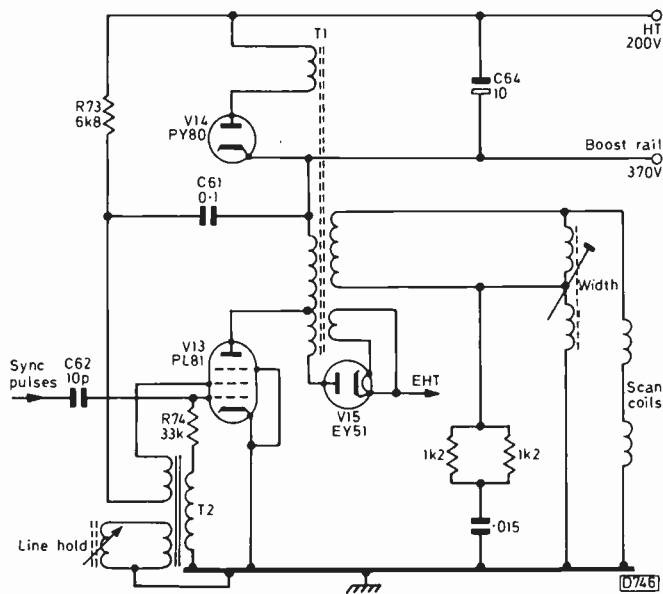 T1
HT
200V
C64
10
R73
6k8
V14
PY80
Boost rail
370V
C61
0·1
Width
V13
PL81
Sync
pulses
C62
10p
EHT
Scan
coils
R74
33k
V15
EY51
1k2
1k2
T2
Line hold
·015
D746